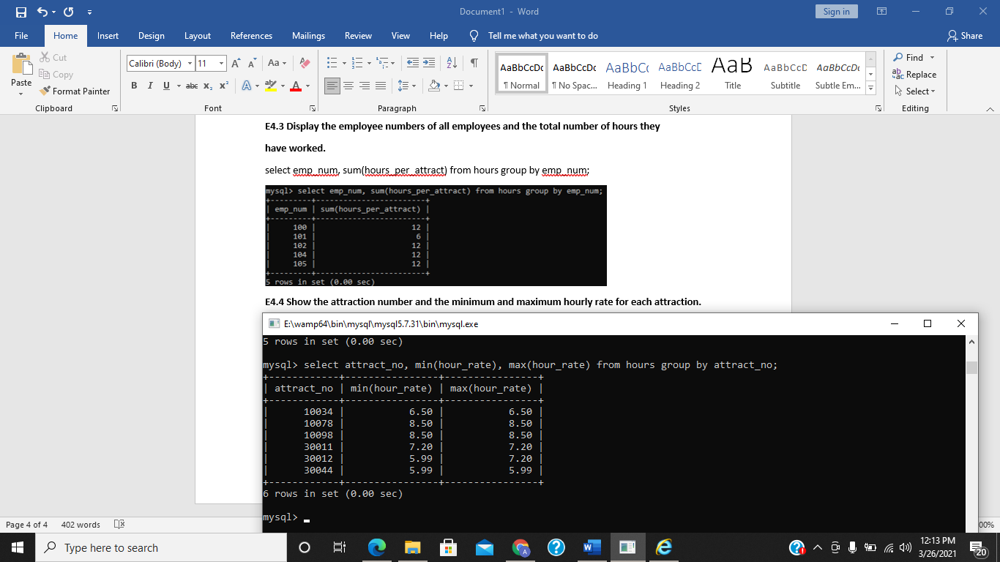 Document1 - Word
Sign in
File Home Insert Design Layout References Mailings Review View Help Tell me what you want to do Share
Paste
Cut
Copy
Format Painter
Clipboard
Calibri (Body) 11 A A Aa
B I U abc x₂ x² A ab A
Font
Paragraph
AaBbCcDc AaBbCcDc AaBbCc AaBbCcD AaB AaBbCcD AaBbCcDc
¶ Normal ¶ No Spac... Heading 1 Heading 2 Title Subtitle Subtle Em...
Styles
Find
Replace
Select
Editing
E4.3 Display the employee numbers of all employees and the total number of hours they
have worked.
select emp_num, sum(hours_per_attract) from hours group by emp_num;
mysql> select emp_num, sum(hours_per_attract) from hours group by emp_num;
+---------+------------------------+
| emp_num | sum(hours_per_attract) |
+---------+------------------------+
| 100 | 12 |
| 101 | 6 |
| 102 | 12 |
| 104 | 12 |
| 105 | 12 |
+---------+------------------------+
5 rows in set (0.00 sec)
E4.4 Show the attraction number and the minimum and maximum hourly rate for each attraction.
E:\wamp64\bin\mysql\mysql5.7.31\bin\mysql.exe
5 rows in set (0.00 sec)
mysql> select attract_no, min(hour_rate), max(hour_rate) from hours group by attract_no;
+------------+----------------+----------------+
| attract_no | min(hour_rate) | max(hour_rate) |
+------------+----------------+----------------+
| 10034 | 6.50 | 6.50 |
| 10078 | 8.50 | 8.50 |
| 10098 | 8.50 | 8.50 |
| 30011 | 7.20 | 7.20 |
| 30012 | 5.99 | 7.20 |
| 30044 | 5.99 | 5.99 |
+------------+----------------+----------------+
6 rows in set (0.00 sec)
mysql>
Page 4 of 4 402 words 00%
Type here to search
12:13 PM
3/26/2021
20